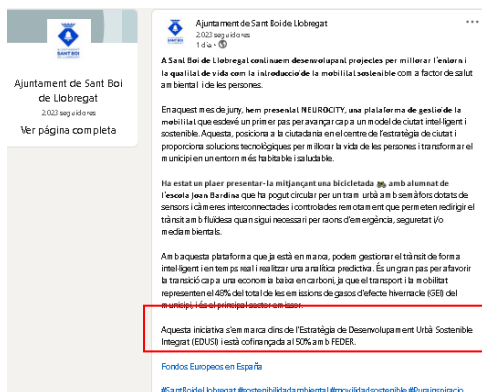 Ajuntament de Sant Boi de Llobregat
2.023 seguidores
1 día •
SANT BOI
Ajuntament de Sant Boi
de Llobregat
2.023 seguidores
Ver página completa
A Sant Boi de Llobregat continuem desenvolupant projectes per millorar l'entorn i
la qualitat de vida com la introducció de la mobilitat sostenible com a factor de salut
ambiental i de les persones.
En aquest mes de juny, hem presentat NEUROCITY, una plataforma de gestió de la
mobilitat que esdevé un primer pas per avançar cap a un model de ciutat intel·ligent i
sostenible. Aquesta, posiciona a la ciutadania en el centre de l'estratègia de ciutat i
proporciona solucions tecnològiques per millorar la vida de les persones i transformar el
municipi en un entorn més habitable i saludable.
Ha estat un plaer presentar-la mitjançant una bicicletada 🚲 amb alumnat de
l'escola Joan Bardina que ha pogut circular per un tram urbà amb semàfors dotats de
sensors i càmeres interconnectades i controlades remotament que permeten redirigir el
trànsit amb fluïdesa quan sigui necessari per raons d'emergència, seguretat i/o
mediambientals.
Amb aquesta plataforma que ja està en marxa, podem gestionar el trànsit de forma
intel·ligent i en temps real i realitzar una analítica predictiva. És un gran pas per afavorir
la transició cap a una economia baixa en carboni, ja que el transport i la mobilitat
representen el 48% del total de les emissions de gasos d'efecte hivernacle (GEI) del
municipi, i és el principal sector emissor.
Aquesta iniciativa s'emmarca dins de l'Estratègia de Desenvolupament Urbà Sostenible
Integrat (EDUSI) i està cofinançada al 50% amb FEDER.
Fondos Europeos en España
#SantBoideLlobregat #sostenibilidadambiental #movilidadsostenible #Purainspiracio